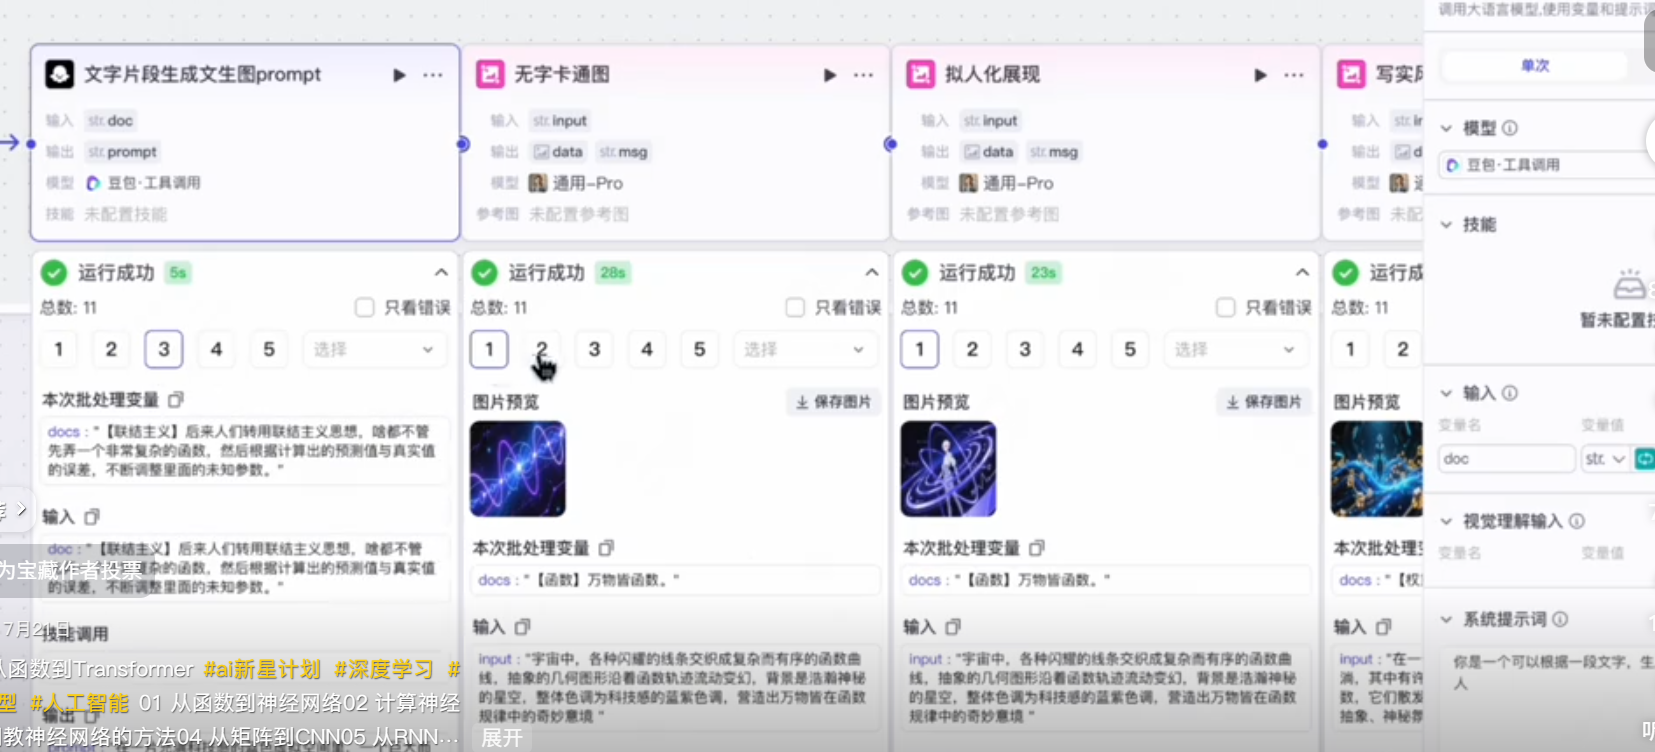 调用大语言模型,使用变量和提示词
文字片段生成文生图prompt
输入 str. doc
输出 str. prompt
模型 豆包·工具调用
技能 未配置技能
无字卡通图
输入 str. input
输出 data str. msg
模型 通用-Pro
参考图 未配置参考图
拟人化展现
输入 str. input
输出 data str. msg
模型 通用-Pro
参考图 未配置参考图
写实风
输入
输出
模型
参考图 未配
运行成功 5s
总数: 11 只看错误
1 2 3 4 5 选择
本次批处理变量
docs : "【联结主义】后来人们转用联结主义思想，啥都不管
先弄一个非常复杂的函数，然后根据计算出的预测值与真实值
的误差，不断调整里面的未知参数。"
输入
doc : "【联结主义】后来人们转用联结主义思想，啥都不管
复杂的函数，然后根据计算出的预测值与真实值
的误差，不断调整里面的未知参数。"
技能调用
输出
运行成功 28s
总数: 11 只看错误
1 2 3 4 5 选择
图片预览 保存图片
本次批处理变量
docs : "【函数】万物皆函数。"
输入
input : "宇宙中，各种闪耀的线条交织成复杂而有序的函数曲
线，抽象的几何图形沿着函数轨迹流动变幻，背景是浩瀚神秘
的星空，整体色调为科技感的蓝紫色调，营造出万物皆在函数
规律中的奇妙意境 "
运行成功 23s
总数: 11 只看错误
1 2 3 4 5 选择
图片预览 保存图片
本次批处理变量
docs : "【函数】万物皆函数。"
输入
input : "宇宙中，各种闪耀的线条交织成复杂而有序的函数曲
线，抽象的几何图形沿着函数轨迹流动变幻，背景是浩瀚神秘
的星空，整体色调为科技感的蓝紫色调，营造出万物皆在函数
规律中的奇妙意境 "
运行成
总数: 11
1 2
图片预览
本次批处理变
docs : "【权
输入
input : "在一
淌，其中有许
数，它们散发
抽象、神秘氛
单次
模型
豆包·工具调用
技能
暂未配置技
输入
变量名 变量值
doc str.
视觉理解输入
变量名 变量值
系统提示词
你是一个可以根据一段文字，生
人
为宝藏作者投票
7月21日
从函数到Transformer #ai新星计划 #深度学习 #
型 #人工智能 01 从函数到神经网络02 计算神经
教神经网络的方法04 从矩阵到CNN05 从RNN...
展开